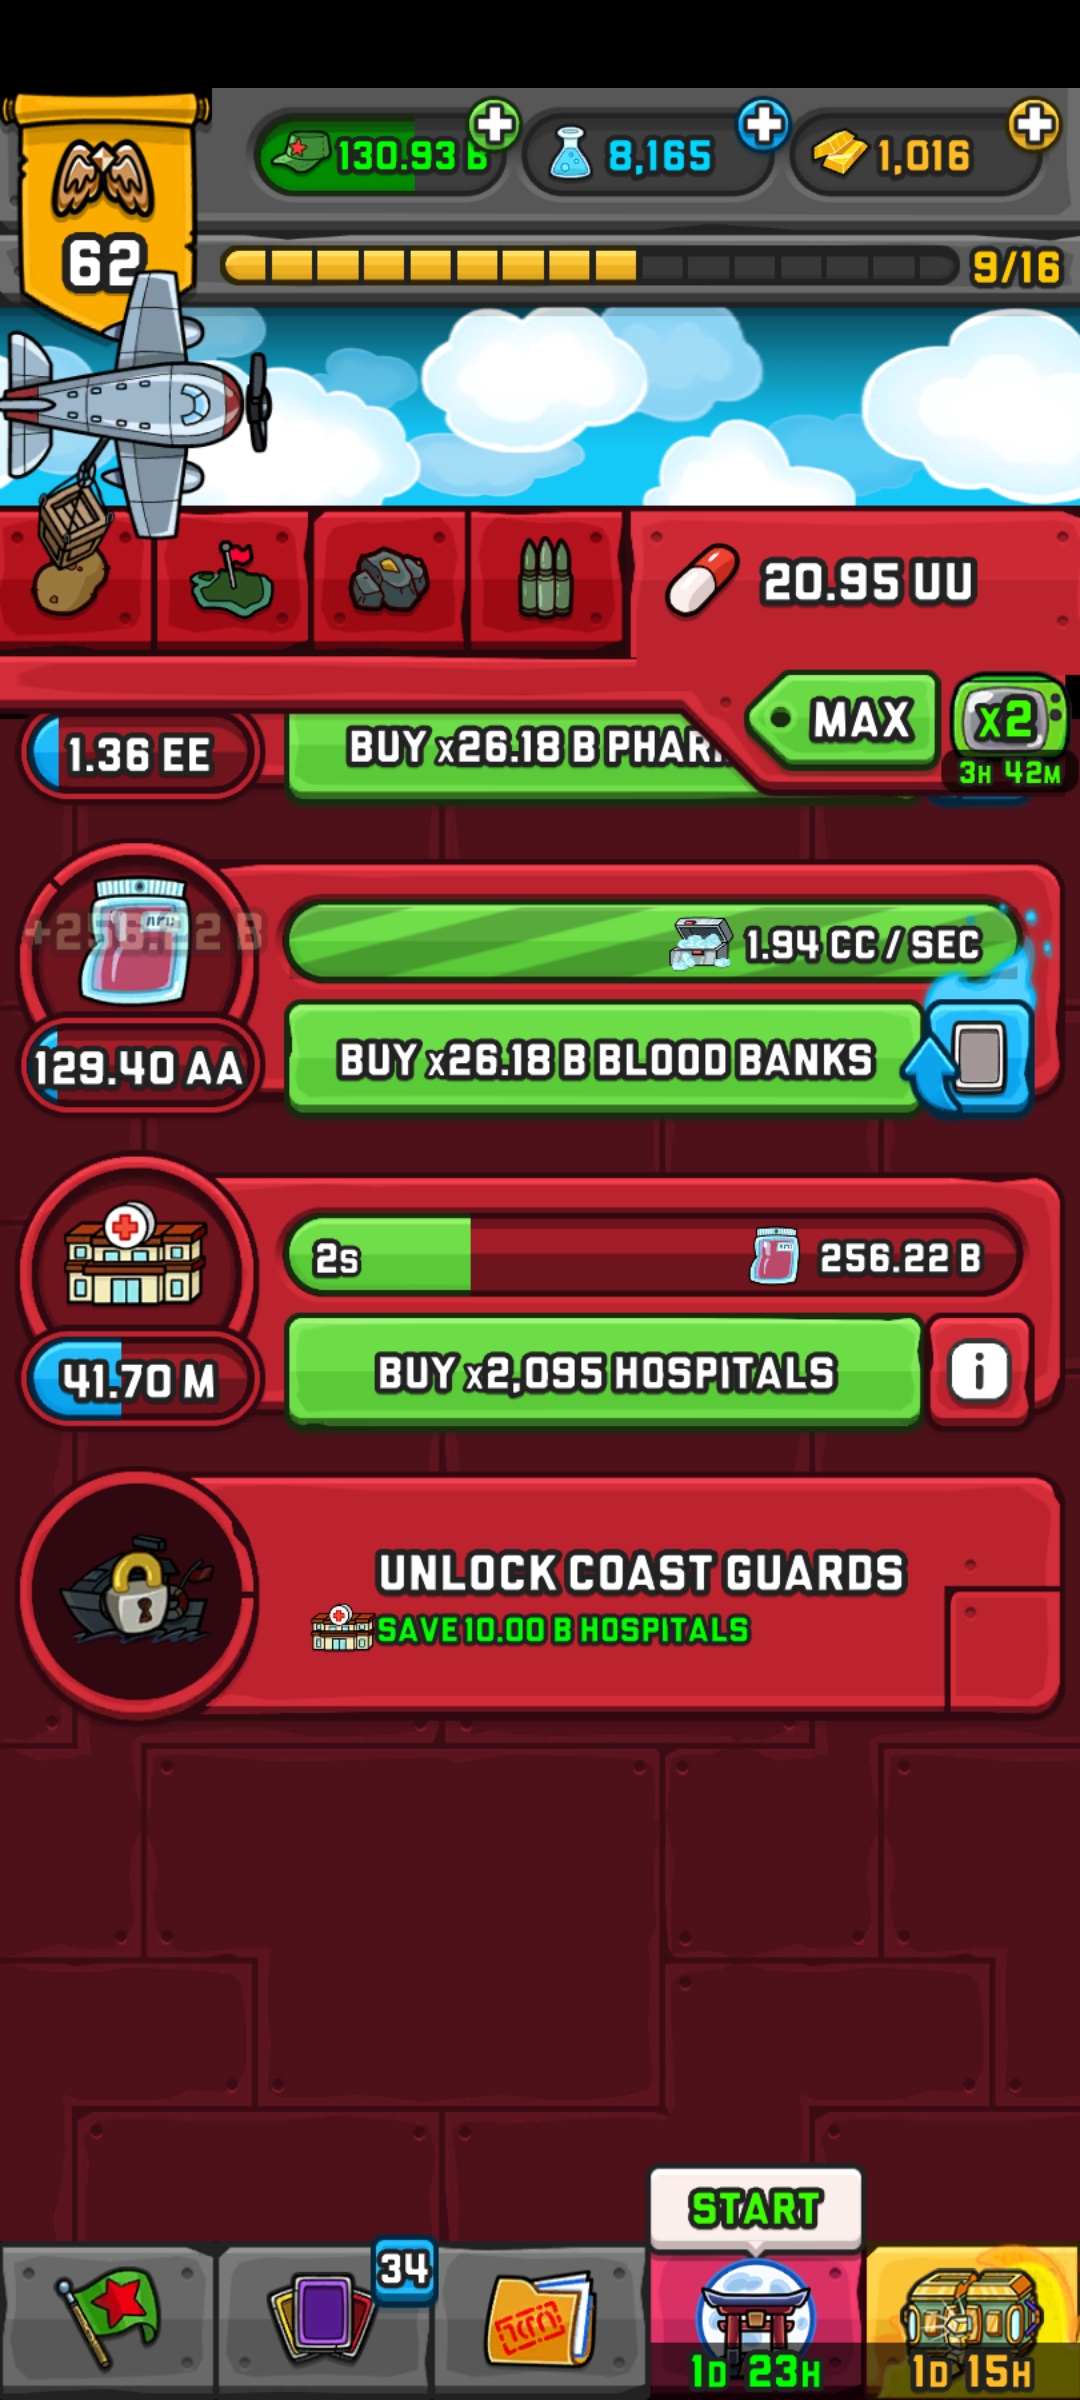 130.93 B
8,165
1,016
62
9/16
20.95 UU
MAX
x2
3H 42M
1.36 EE
BUY x26.18 B PHAR
+256.22 B
1.94 CC / SEC
129.40 AA
BUY x26.18 B BLOOD BANKS
2s
256.22 B
41.70 M
BUY x2,095 HOSPITALS
i
UNLOCK COAST GUARDS
SAVE 10.00 B HOSPITALS
START
34
1D 23H
1D 15H